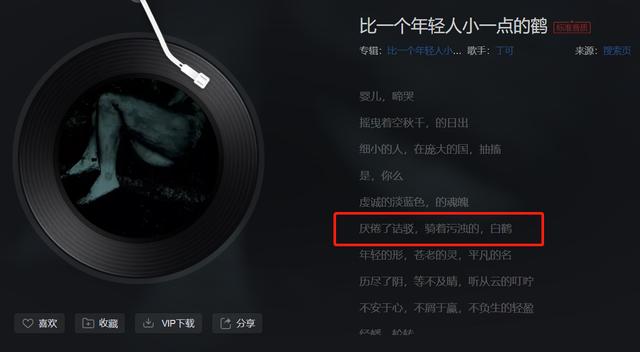 比一个年轻人小一点的鹤 标准音质
专辑：比一个年轻人小... 歌手：丁可 来源：搜索页
婴儿，啼哭
摇曳着空秋千，的日出
细小的人，在庞大的国，抽搐
是，你么
虚诚的淡蓝色，的魂魄
厌倦了诘驳，骑着污浊的，白鹤
年轻的形，苍老的灵，平凡的名
历尽了阴，等不及晴，听从云的叮咛
不安于心，不屑于赢，不负生的轻盈
喜欢 收藏 VIP下载 分享